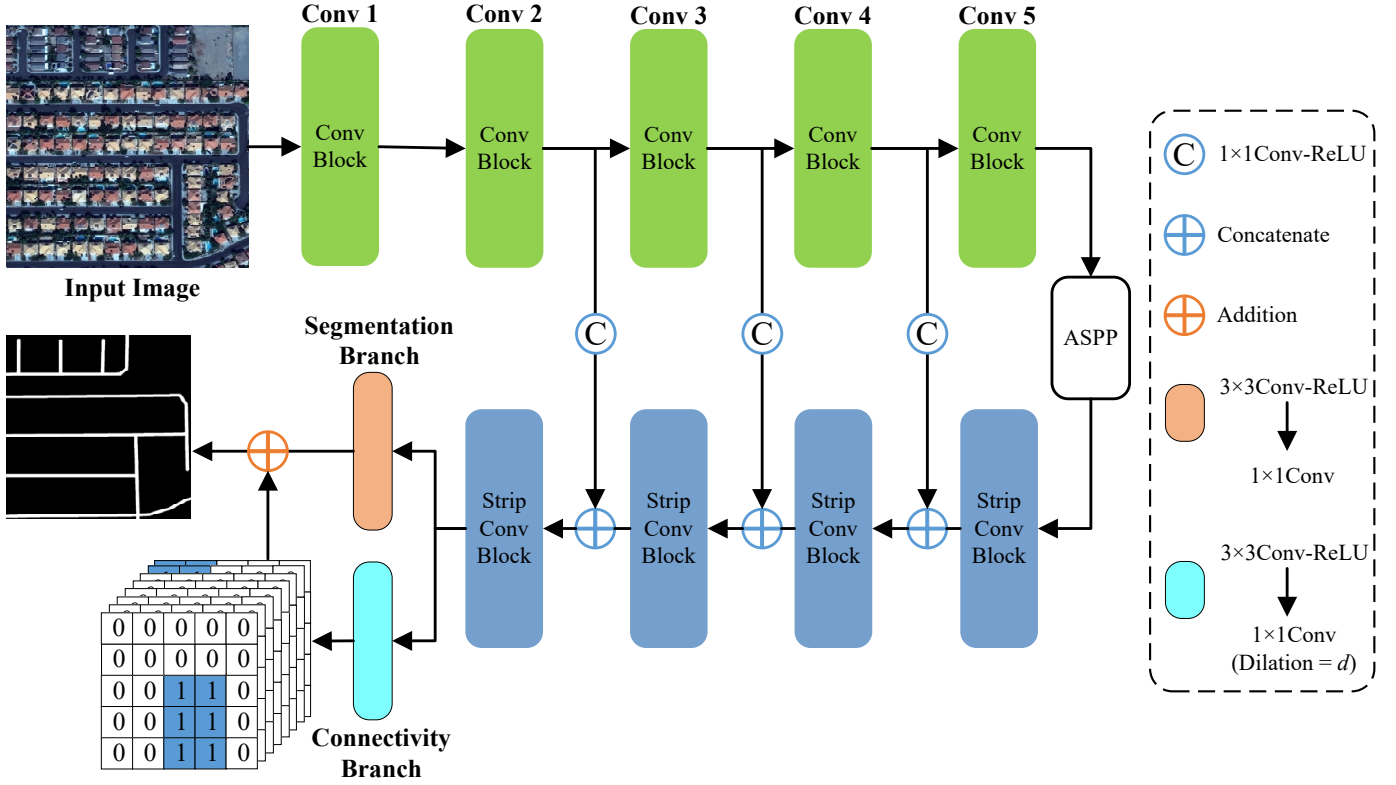 Conv 1
Conv 2
Conv 3
Conv 4
Conv 5
Conv
Block
Conv
Block
Conv
Block
Conv
Block
Conv
Block
Input Image
C
C
C
ASPP
Segmentation
Branch
Strip
Conv
Block
Strip
Conv
Block
Strip
Conv
Block
Strip
Conv
Block
0 0 0 0 0
0 0 0 0 0
0 0 1 1 0
0 0 1 1 0
0 0 1 1 0
Connectivity
Branch
C 1×1Conv-ReLU
Concatenate
Addition
3×3Conv-ReLU
1×1Conv
3×3Conv-ReLU
1×1Conv
(Dilation = d)